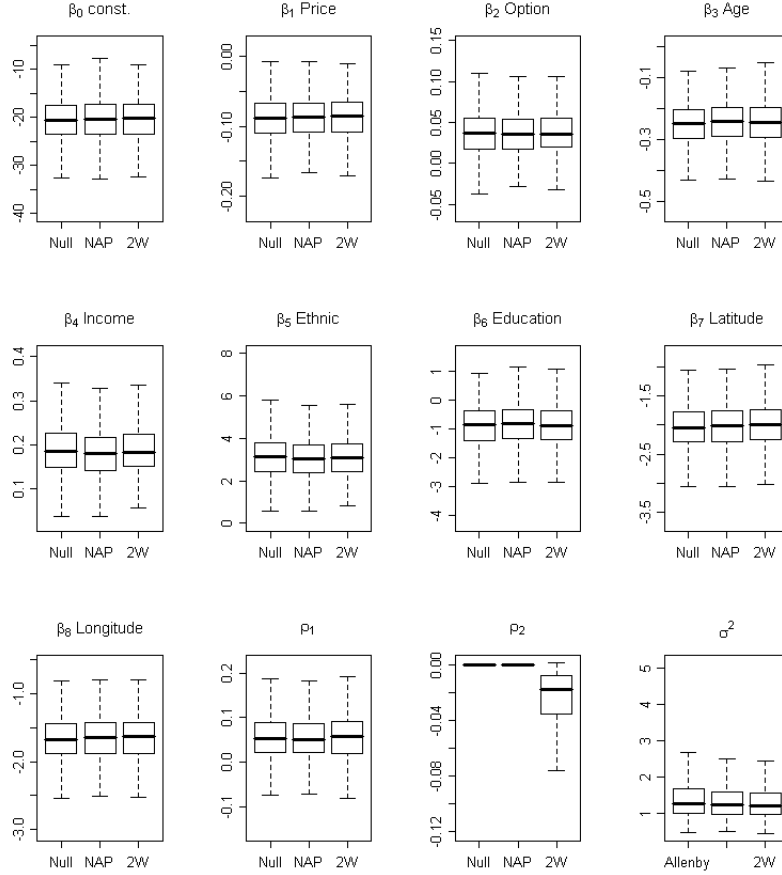 β₀ const.
-10
-20
-30
-40
Null NAP 2W
β₁ Price
0.00
-0.10
-0.20
Null NAP 2W
β₂ Option
0.15
0.10
0.05
0.00
-0.05
Null NAP 2W
β₃ Age
-0.1
-0.3
-0.5
Null NAP 2W
β₄ Income
0.4
0.3
0.2
0.1
Null NAP 2W
β₅ Ethnic
8
6
4
2
0
Null NAP 2W
β₆ Education
1
0
-1
-2
-3
-4
Null NAP 2W
β₇ Latitude
-1.5
-2.5
-3.5
Null NAP 2W
β₈ Longitude
-1.0
-2.0
-3.0
Null NAP 2W
ρ₁
0.2
0.1
0.0
-0.1
Null NAP 2W
ρ₂
0.00
-0.04
-0.08
-0.12
Null NAP 2W
σ²
5
4
3
2
1
Allenby 2W